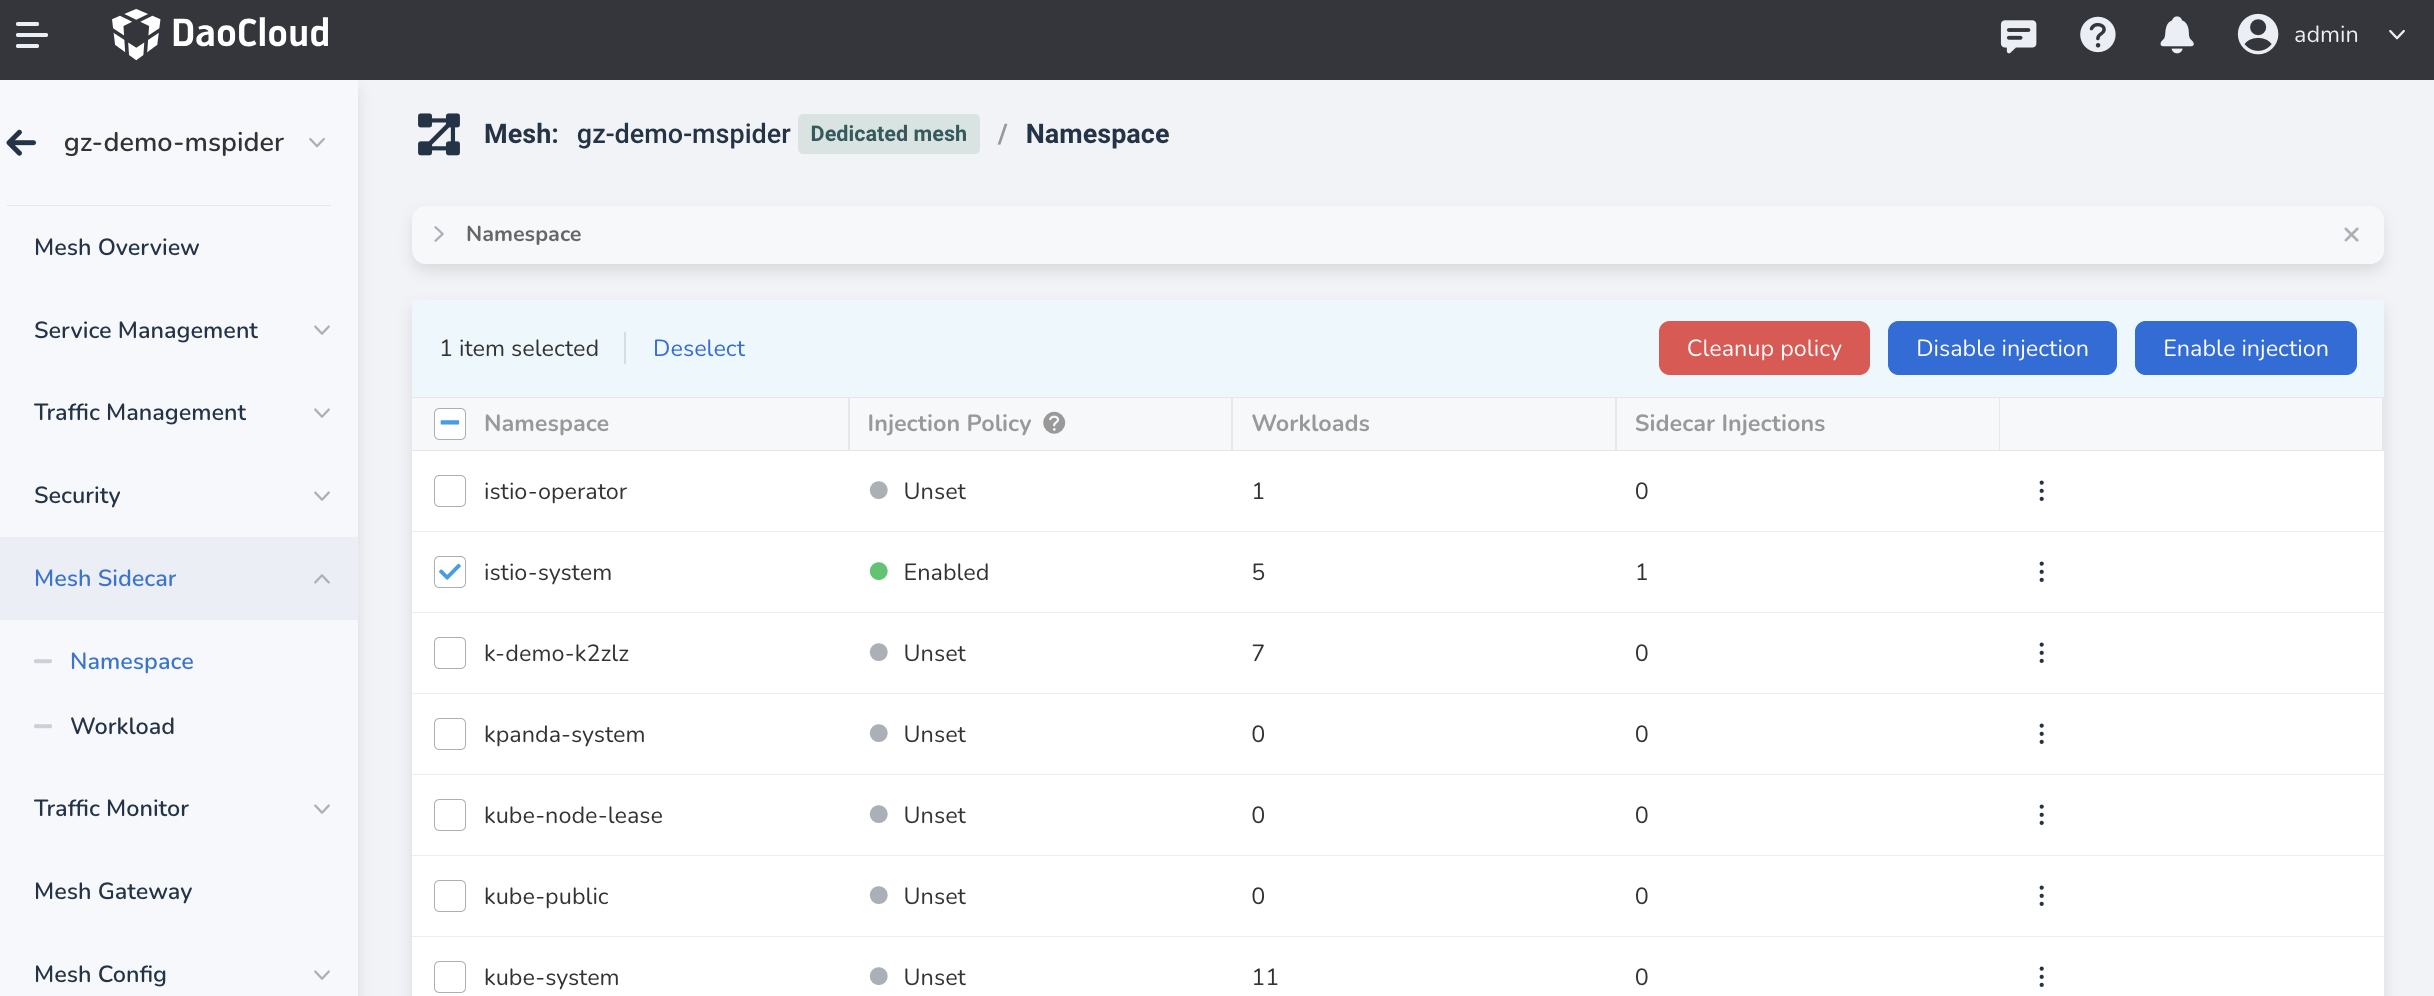 DaoCloud
admin
gz-demo-mspider
Mesh: gz-demo-mspider Dedicated mesh / Namespace
Mesh Overview
Service Management
Traffic Management
Security
Mesh Sidecar
Namespace
Workload
Traffic Monitor
Mesh Gateway
Mesh Config
Namespace
1 item selected Deselect Cleanup policy Disable injection Enable injection
Namespace Injection Policy ? Workloads Sidecar Injections
istio-operator Unset 1 0
istio-system Enabled 5 1
k-demo-k2zlz Unset 7 0
kpanda-system Unset 0 0
kube-node-lease Unset 0 0
kube-public Unset 0 0
kube-system Unset 11 0